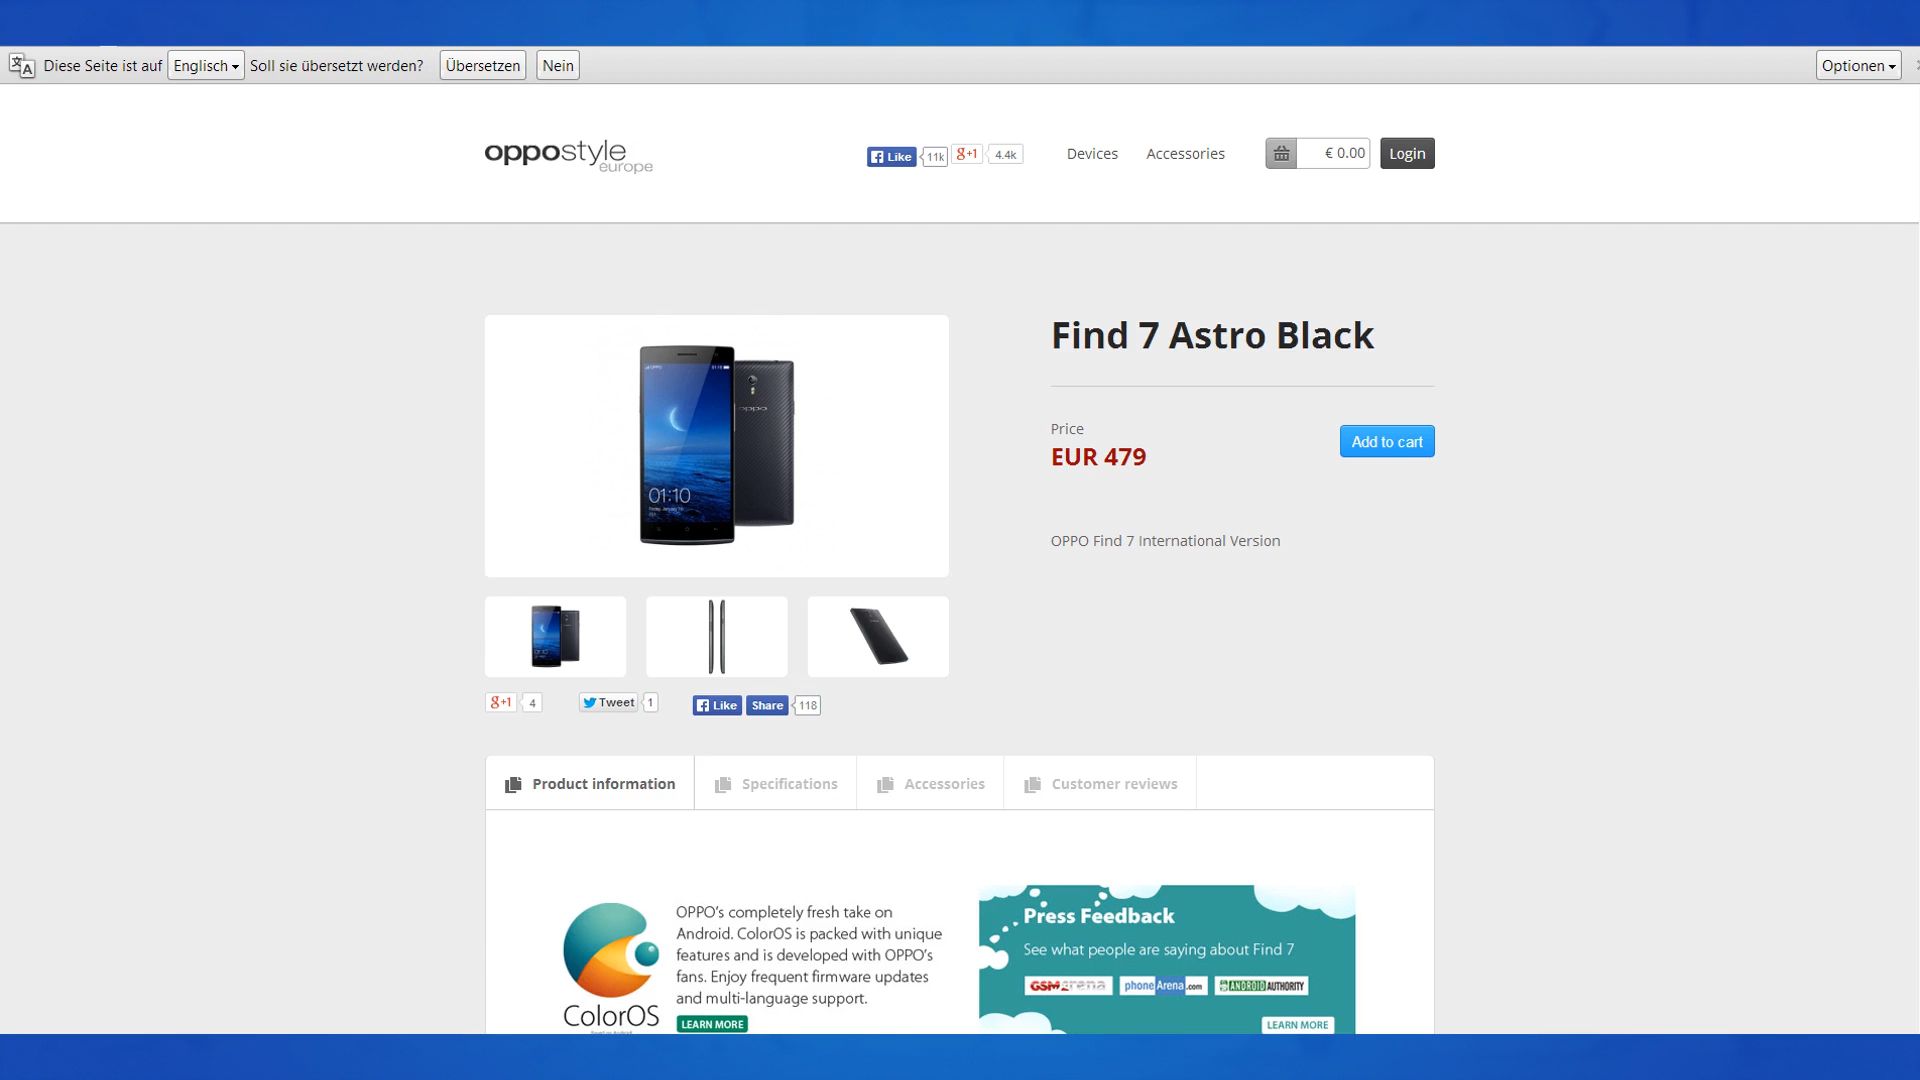 Diese Seite ist auf Englisch Soll sie übersetzt werden? Übersetzen Nein Optionen
oppostyle
europe
Like 11k g+1 4.4k Devices Accessories € 0.00 Login
Find 7 Astro Black
Price
EUR 479
Add to cart
OPPO Find 7 International Version
oppo
01:10
g+1 4 Tweet 1 Like Share 118
Product information Specifications Accessories Customer reviews
OPPO's completely fresh take on
Android. ColorOS is packed with unique
features and is developed with OPPO's
fans. Enjoy frequent firmware updates
and multi-language support.
LEARN MORE
ColorOS
Press Feedback
See what people are saying about Find 7
GSMarena phoneArena.com ANDROID AUTHORITY
LEARN MORE